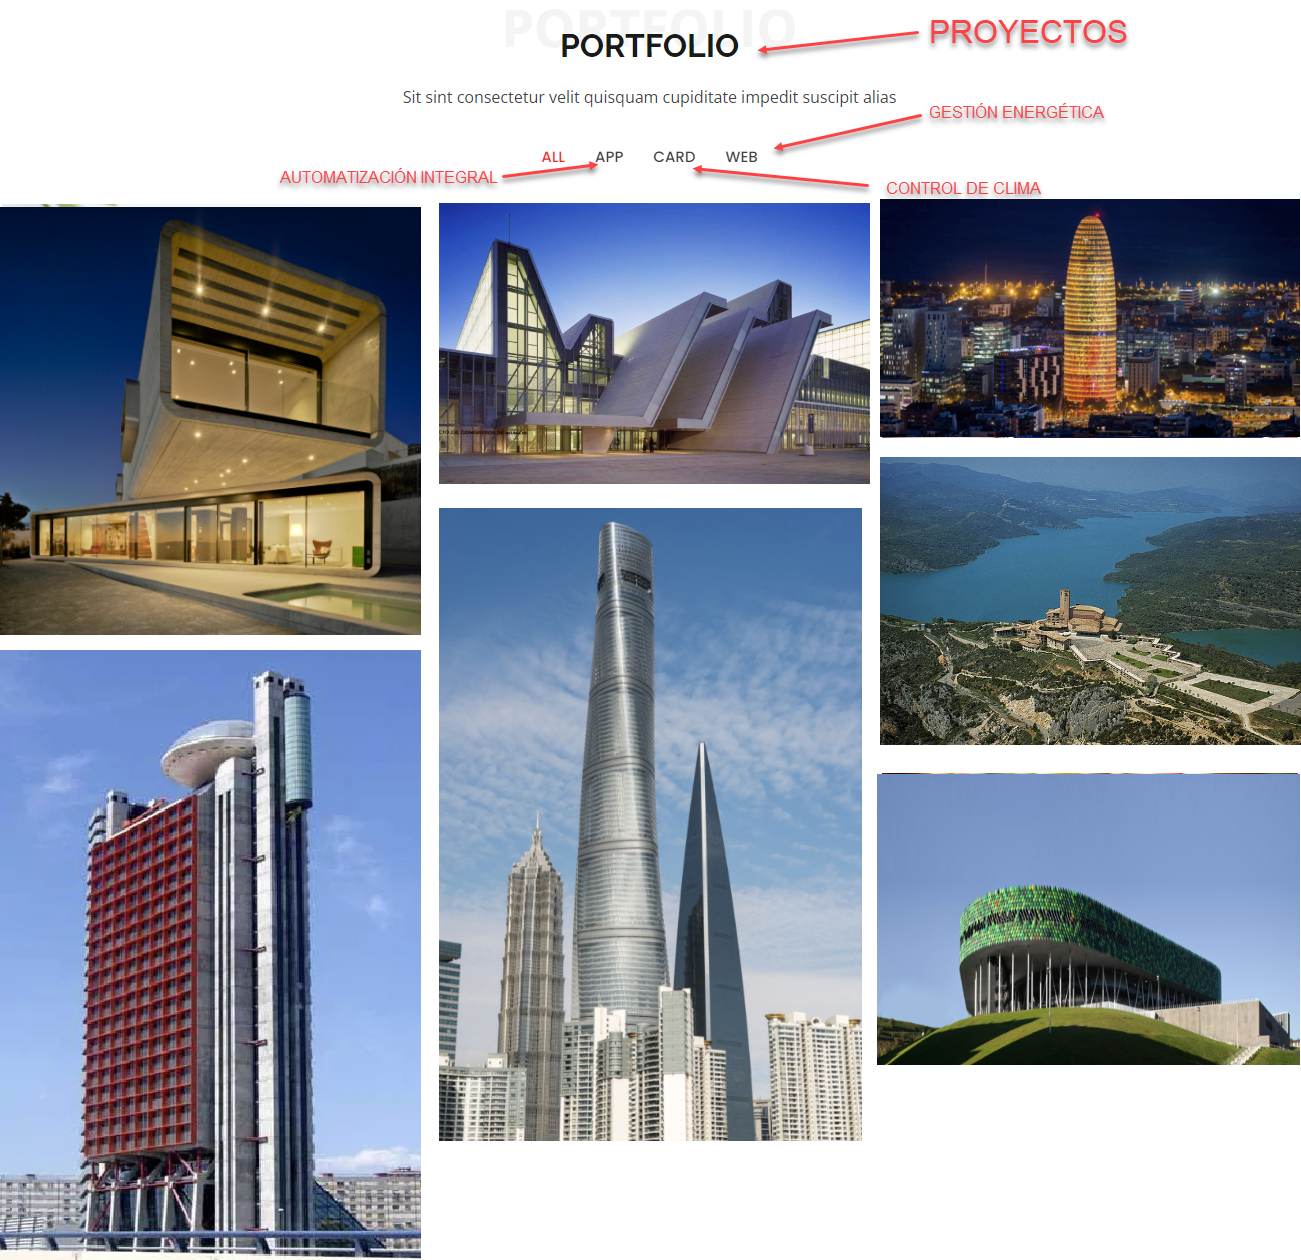 PORTFOLIO
PORTFOLIO
PROYECTOS
Sit sint consectetur velit quisquam cupiditate impedit suscipit alias
GESTIÓN ENERGÉTICA
ALL APP CARD WEB
AUTOMATIZACIÓN INTEGRAL
CONTROL DE CLIMA